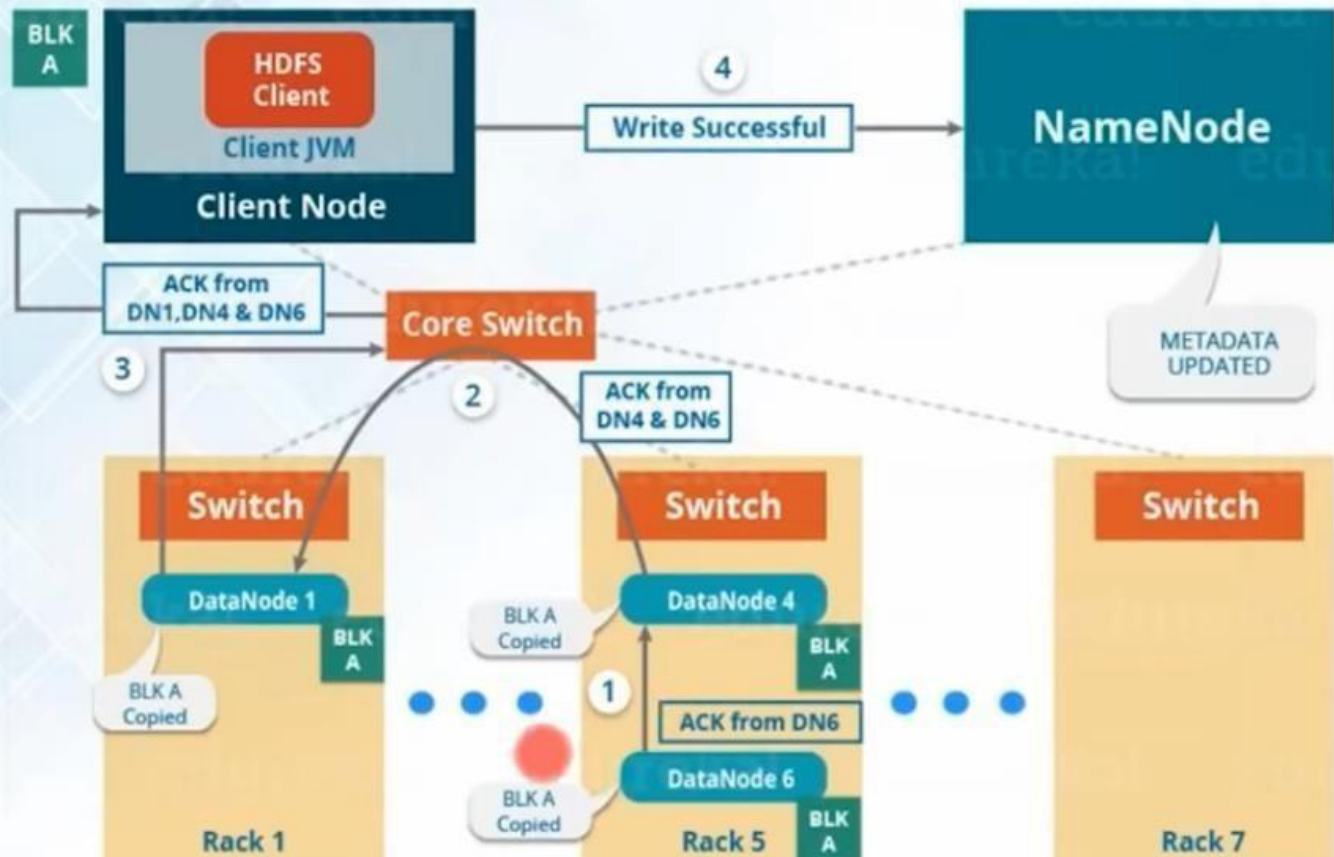 BLK
A
HDFS
Client
Client JVM
Client Node
4
Write Successful
NameNode
ACK from
DN1,DN4 & DN6
Core Switch
METADATA
UPDATED
3
2
ACK from
DN4 & DN6
Switch
Switch
Switch
DataNode 1
BLK
A
BLK A
Copied
DataNode 4
BLK A
Copied
BLK
A
1
ACK from DN6
DataNode 6
BLK A
Copied
BLK
A
Rack 1
Rack 5
Rack 7